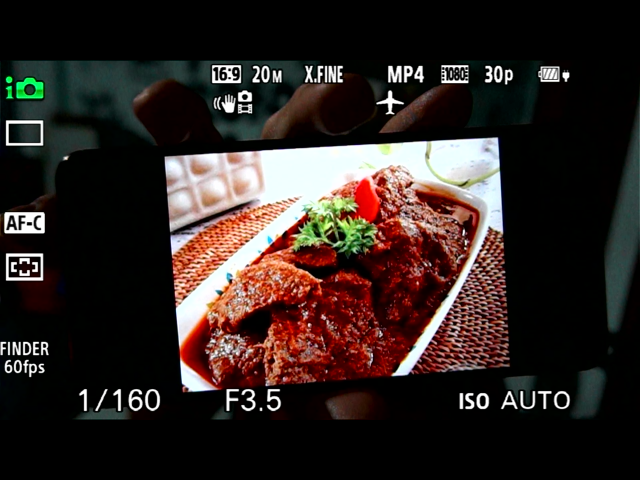 16:9 20M X.FINE MP4 1080 30p
AF-C
FINDER
60fps
1/160 F3.5 ISO AUTO